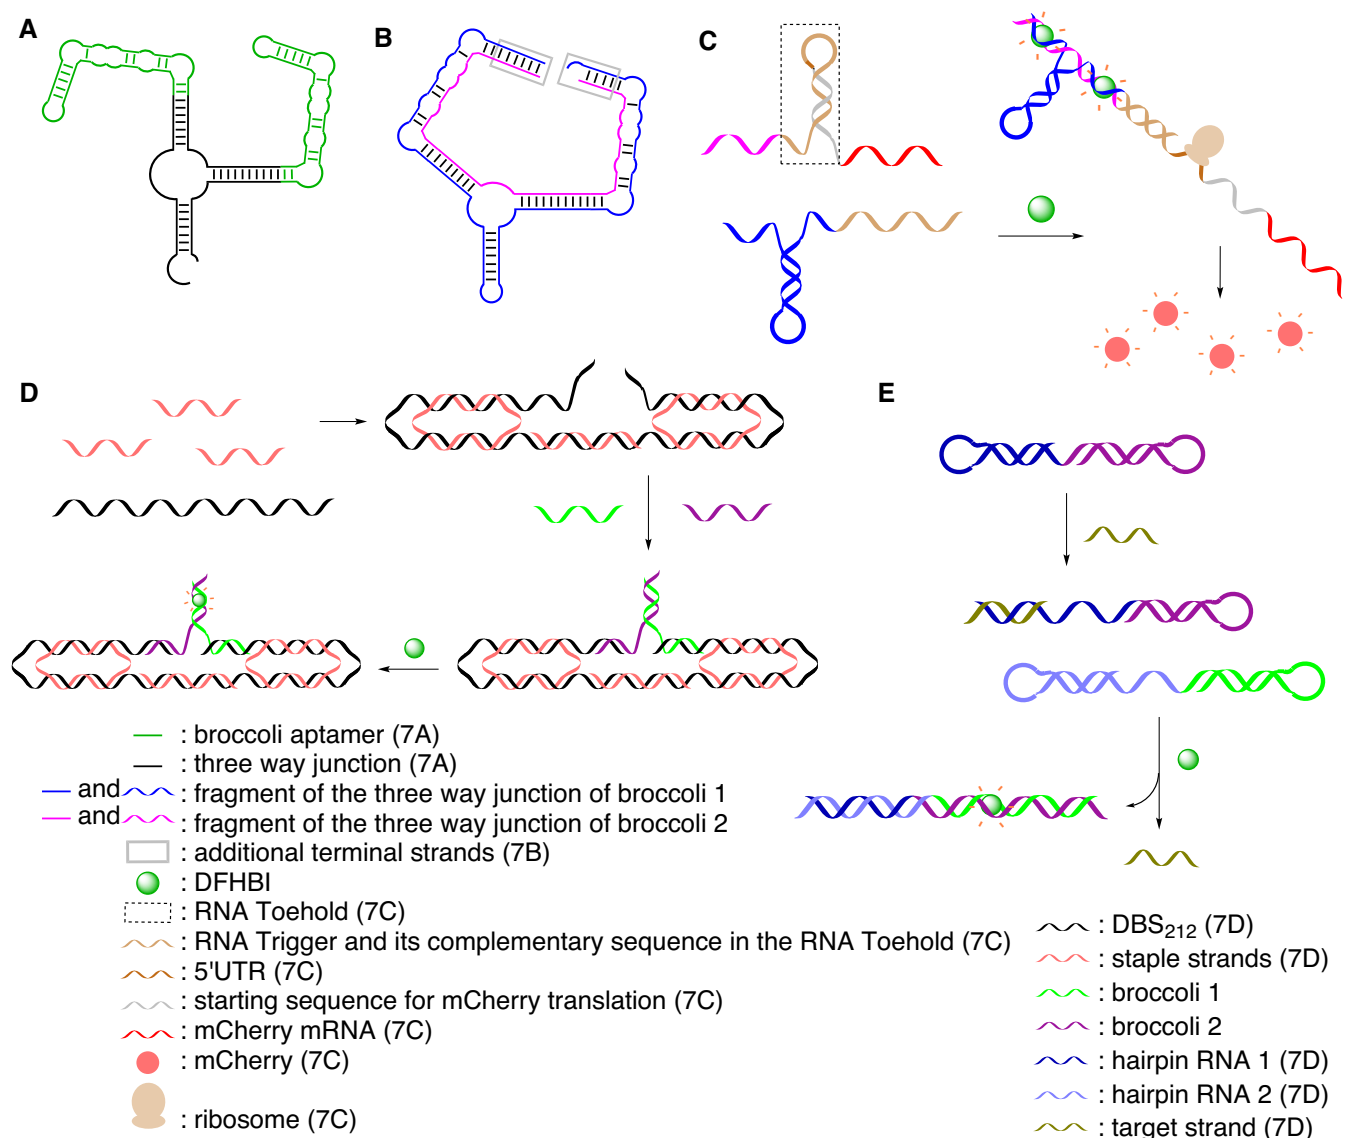 A
B
C
D
E
: broccoli aptamer (7A)
: three way junction (7A)
and : fragment of the three way junction of broccoli 1
and : fragment of the three way junction of broccoli 2
: additional terminal strands (7B)
: DFHBI
: RNA Toehold (7C)
: RNA Trigger and its complementary sequence in the RNA Toehold (7C)
: 5'UTR (7C)
: starting sequence for mCherry translation (7C)
: mCherry mRNA (7C)
: mCherry (7C)
: ribosome (7C)
: DBS212 (7D)
: staple strands (7D)
: broccoli 1
: broccoli 2
: hairpin RNA 1 (7D)
: hairpin RNA 2 (7D)
: target strand (7D)